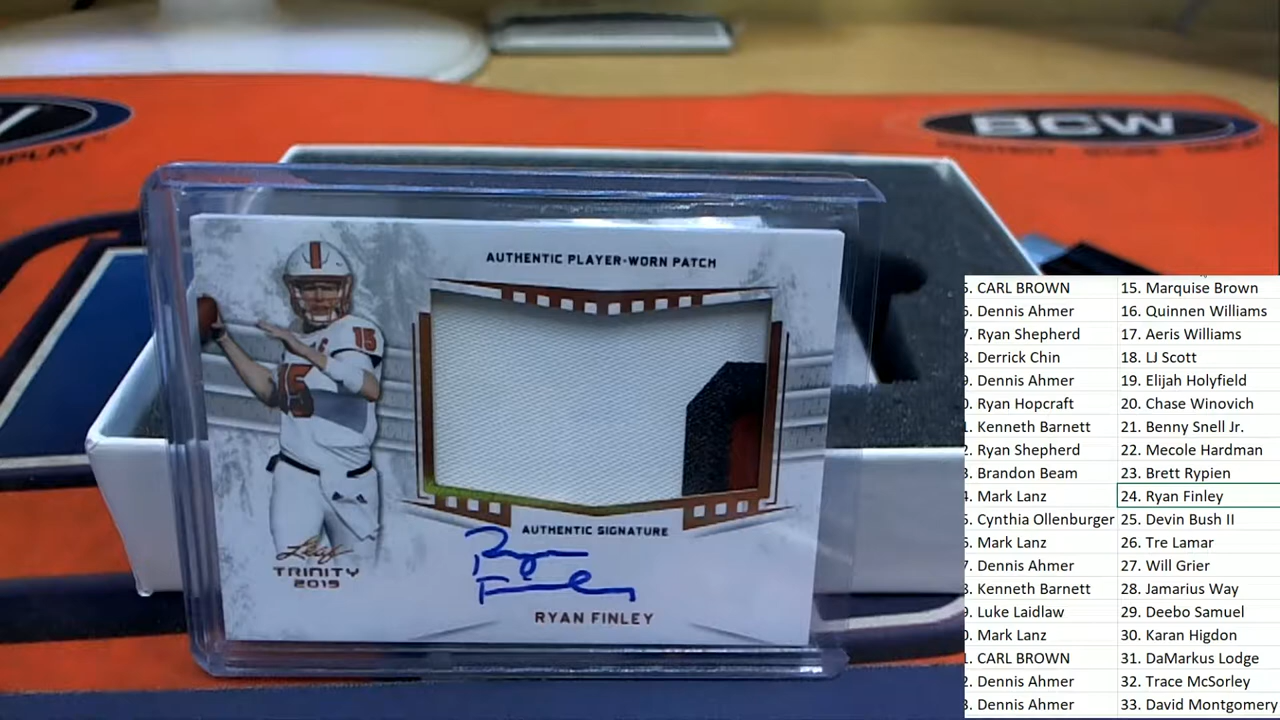 BCW
AUTHENTIC PLAYER-WORN PATCH
15
15
AUTHENTIC SIGNATURE
Ryan
Finley
RYAN FINLEY
Leaf
TRINITY
2019
CARL BROWN 15. Marquise Brown
Dennis Ahmer 16. Quinnen Williams
Ryan Shepherd 17. Aeris Williams
Derrick Chin 18. LJ Scott
Dennis Ahmer 19. Elijah Holyfield
Ryan Hopcraft 20. Chase Winovich
Kenneth Barnett 21. Benny Snell Jr.
Ryan Shepherd 22. Mecole Hardman
Brandon Beam 23. Brett Rypien
Mark Lanz 24. Ryan Finley
Cynthia Ollenburger 25. Devin Bush II
Mark Lanz 26. Tre Lamar
Dennis Ahmer 27. Will Grier
Kenneth Barnett 28. Jamarius Way
Luke Laidlaw 29. Deebo Samuel
Mark Lanz 30. Karan Higdon
CARL BROWN 31. DaMarkus Lodge
Dennis Ahmer 32. Trace McSorley
Dennis Ahmer 33. David Montgomery